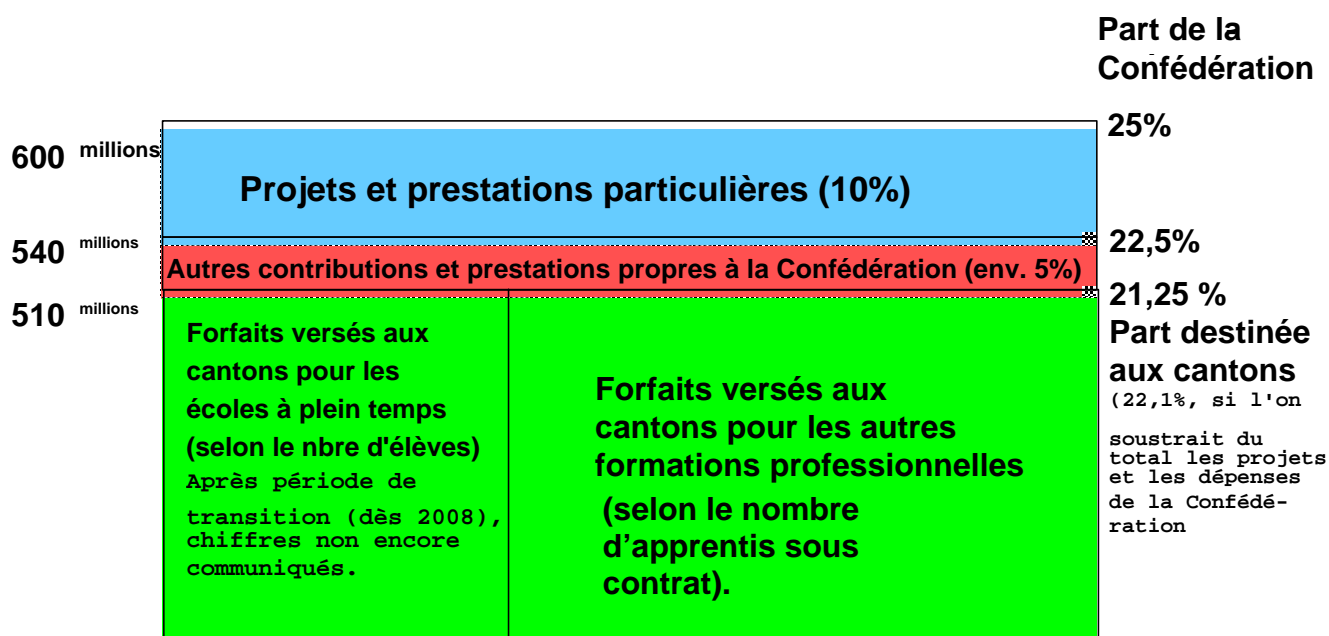 Part de la
Confédération
25%
600 millions
Projets et prestations particulières (10%)
540 millions
22,5%
Autres contributions et prestations propres à la Confédération (env. 5%)
510 millions
21,25 %
Part destinée
aux cantons
(22,1%, si l'on
soustrait du
total les projets
et les dépenses
de la Confédé-
ration
Forfaits versés aux
cantons pour les
écoles à plein temps
(selon le nbre d'élèves)
Après période de
transition (dès 2008),
chiffres non encore
communiqués.
Forfaits versés aux
cantons pour les autres
formations professionnelles
(selon le nombre
d’apprentis sous
contrat).